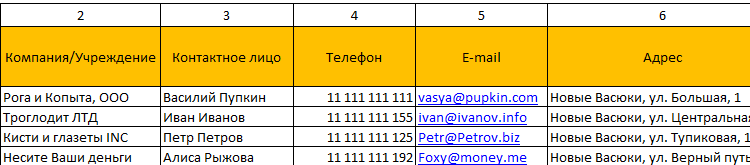 2 3 4 5 6
Компания/Учреждение Контактное лицо Телефон E-mail Адрес
Рога и Копыта, ООО Василий Пупкин 11 111 111 111 vasya@pupkin.com Новые Васюки, ул. Большая, 1
Троглодит ЛТД Иван Иванов 11 111 111 155 ivan@ivanov.info Новые Васюки, ул. Центральна
Кисти и глазеты INC Петр Петров 11 111 111 125 Petr@Petrov.biz Новые Васюки, ул. Тупиковая, 1
Несите Ваши деньги Алиса Рыжова 11 111 111 192 Foxy@money.me Новые Васюки, ул. Верный путь